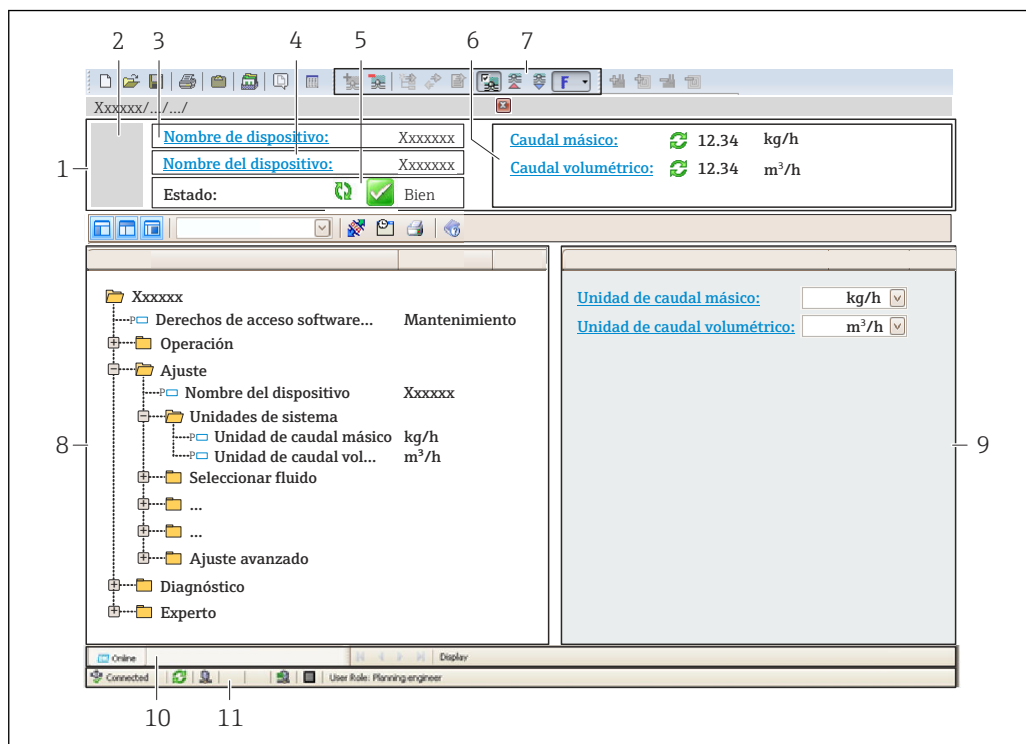 2 3 4 5 6 7
F
Xxxxxx/.../.../
1
Nombre de dispositivo: Xxxxxxx
Nombre del dispositivo: Xxxxxxx
Estado: Bien
Caudal másico: 12.34 kg/h
Caudal volumétrico: 12.34 m³/h
Xxxxxx
P Derechos de acceso software... Mantenimiento
Operación
Ajuste
P Nombre del dispositivo Xxxxxx
Unidades de sistema
P Unidad de caudal másico kg/h
P Unidad de caudal vol... m³/h
Seleccionar fluido
...
...
Ajuste avanzado
Diagnóstico
Experto
8
Unidad de caudal másico: kg/h
Unidad de caudal volumétrico: m³/h
9
Online Display
Connected User Role: Planning engineer
10 11